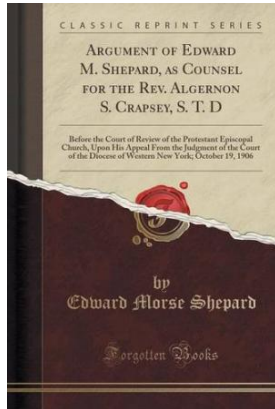 CLASSIC REPRINT SERIES
ARGUMENT OF EDWARD
M. SHEPARD, AS COUNSEL
FOR THE REV. ALGERNON
S. CRAPSEY, S. T. D
Before the Court of Review of the Protestant Episcopal
Church, Upon His Appeal From the Judgment of the Court
of the Diocese of Western New York; October 19, 1906
by
Edward Morse Shepard
Forgotten Books